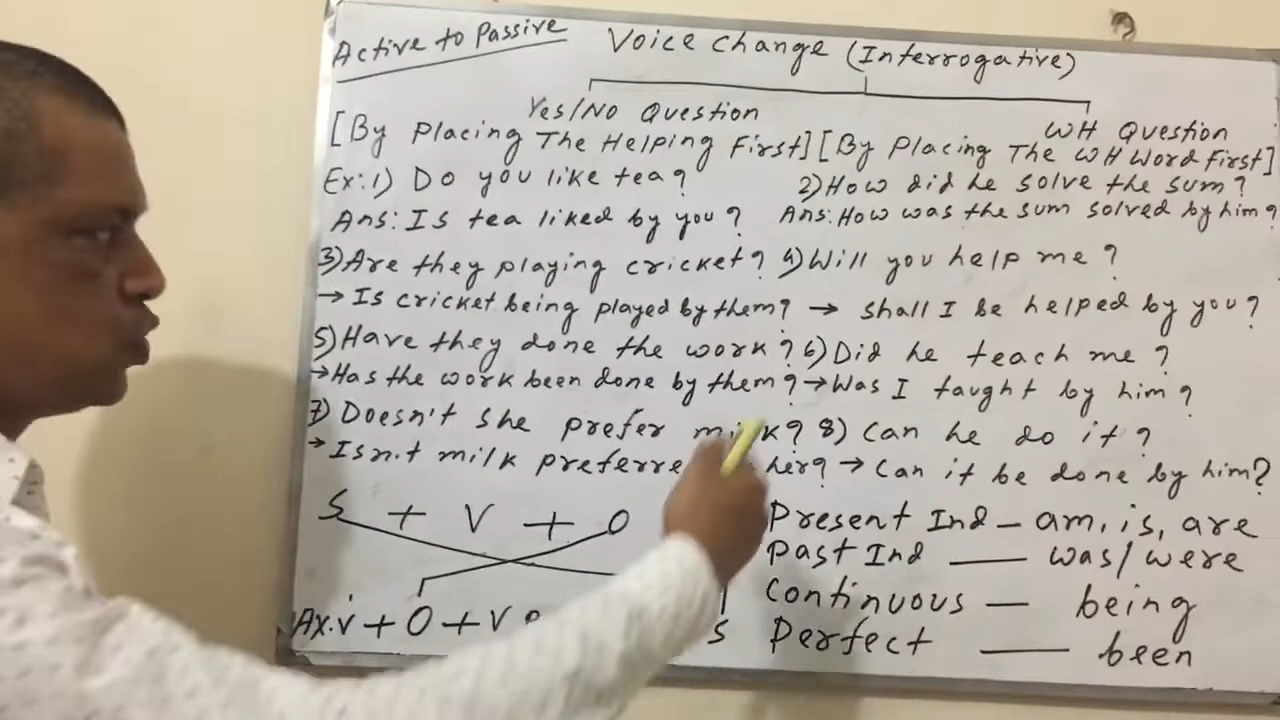 Active to Passive
Voice Change (Interrogative)
Yes/No Question
[By Placing The Helping First]
WH Question
[By Placing The WH Word First]
Ex: 1) Do you like tea?
2) How did he solve the sum?
Ans: Is tea liked by you?
Ans: How was the sum solved by him?
3) Are they playing cricket?
4) Will you help me?
→ Is cricket being played by them?
→ Shall I be helped by you?
5) Have they done the work?
6) Did he teach me?
→ Has the work been done by them?
→ Was I taught by him?
7) Doesn't she prefer milk?
8) Can he do it?
→ Isn't milk her?
→ Can it be done by him?
S + V + O
Present Ind – am, is, are
Past Ind — was/were
Continuous — being
Ax.v + O + V S
Perfect — been